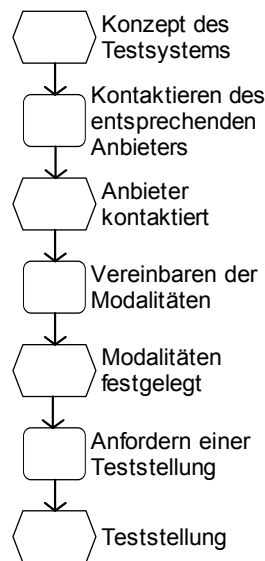 Konzept des
Testsystems
Kontaktieren des
entsprechenden
Anbieters
Anbieter
kontaktiert
Vereinbaren der
Modalitäten
Modalitäten
festgelegt
Anfordern einer
Teststellung
Teststellung